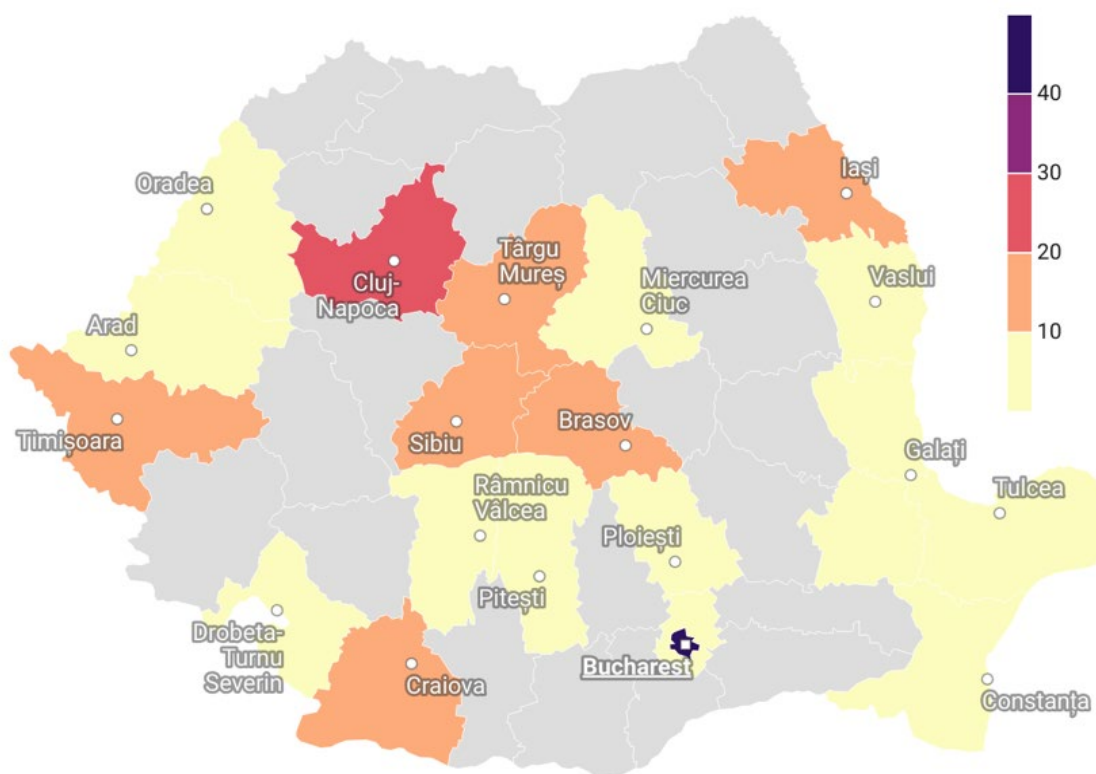 40
30
20
10
Iași
Oradea
Târgu
Mureș
Cluj-
Napoca
Miercurea
Ciuc
Vaslui
Arad
Timișoara
Sibiu
Brasov
Galați
Râmnicu
Vâlcea
Tulcea
Ploiești
Pitești
Drobeta-
Turnu
Severin
Bucharest
Craiova
Constanța